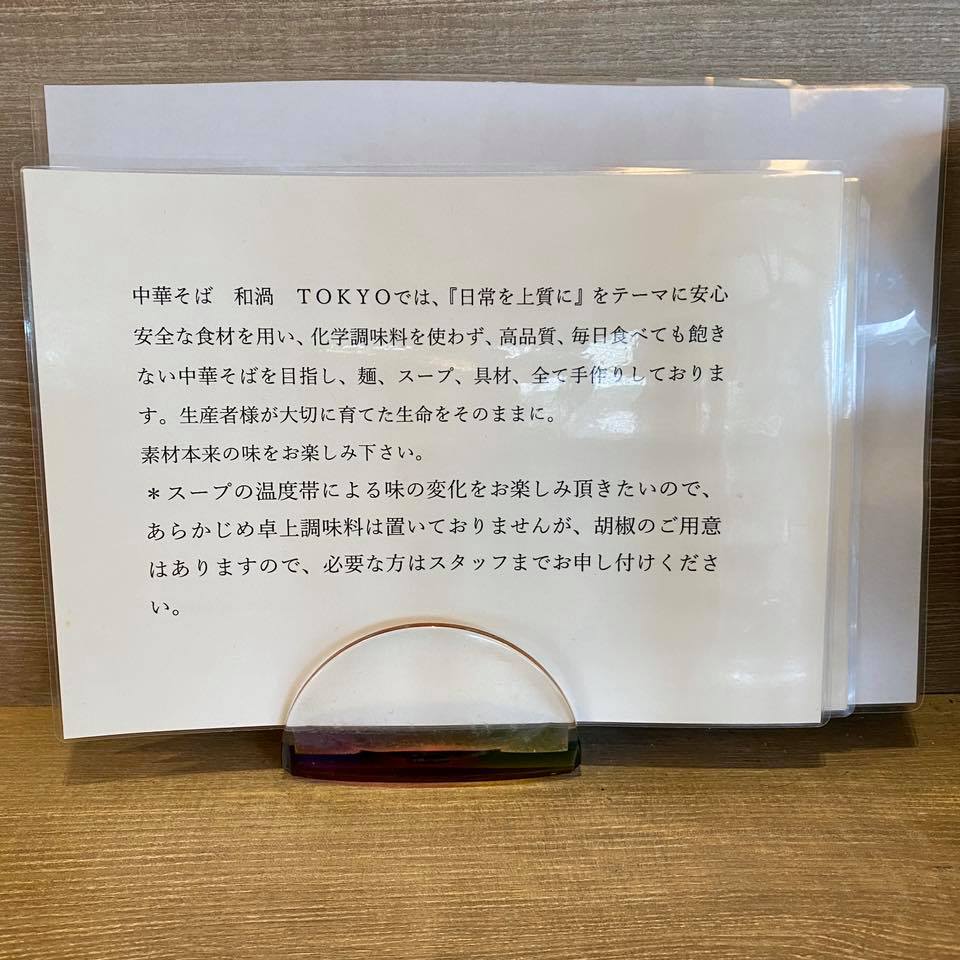 中華そば　和渦　ＴＯＫＹＯでは、『日常を上質に』をテーマに安心
安全な食材を用い、化学調味料を使わず、高品質、毎日食べても飽き
ない中華そばを目指し、麺、スープ、具材、全て手作りしておりま
す。生産者様が大切に育てた生命をそのままに。
素材本来の味をお楽しみ下さい。
＊スープの温度帯による味の変化をお楽しみ頂きたいので、
あらかじめ卓上調味料は置いておりませんが、胡椒のご用意
はありますので、必要な方はスタッフまでお申し付けくださ
い。